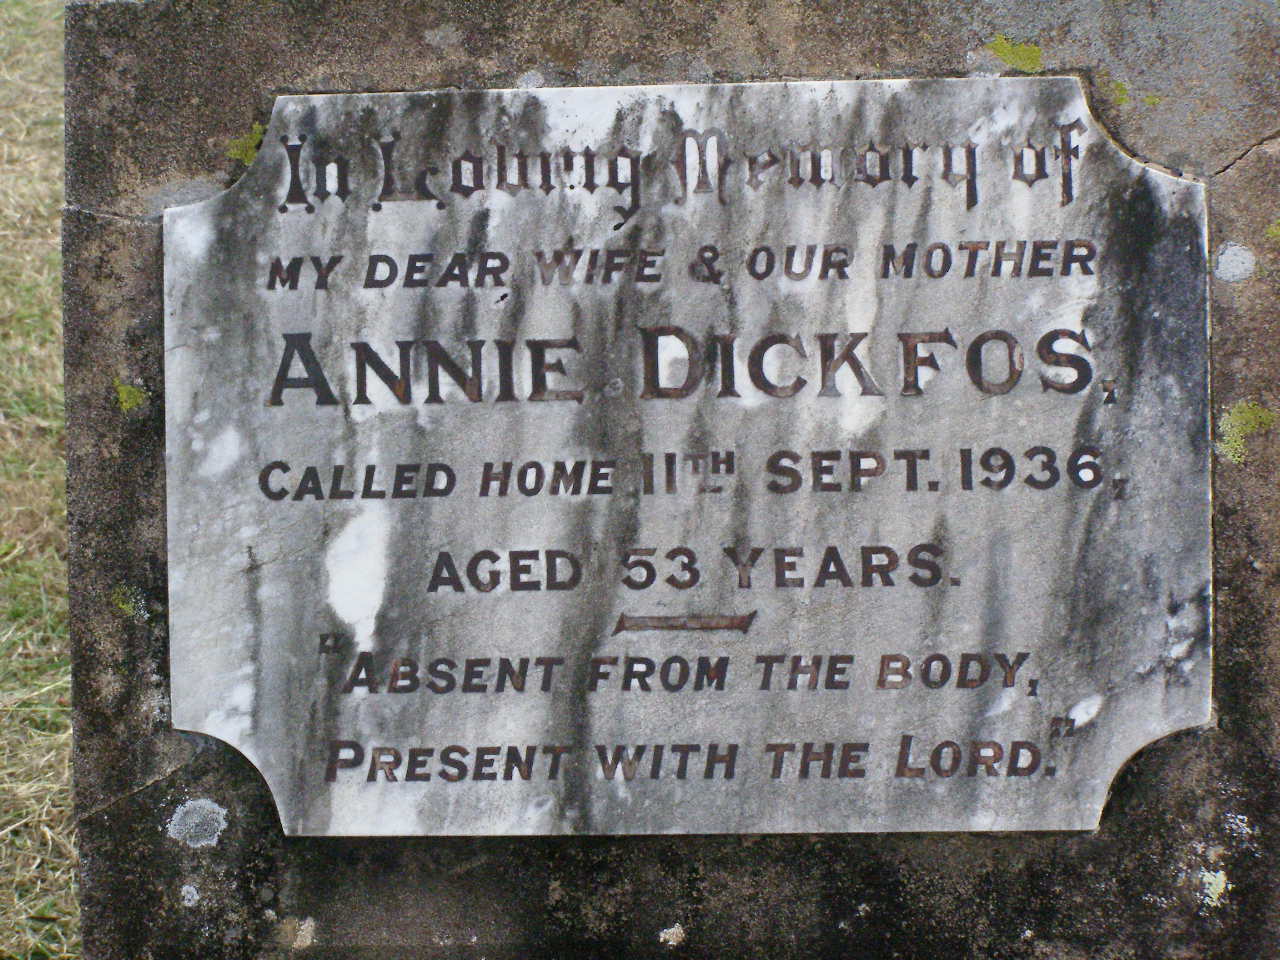 In Loving Memory of
MY DEAR WIFE & OUR MOTHER
ANNIE DICKFOS,
CALLED HOME 11TH SEPT. 1936,
AGED 53 YEARS.
"ABSENT FROM THE BODY,
PRESENT WITH THE LORD."